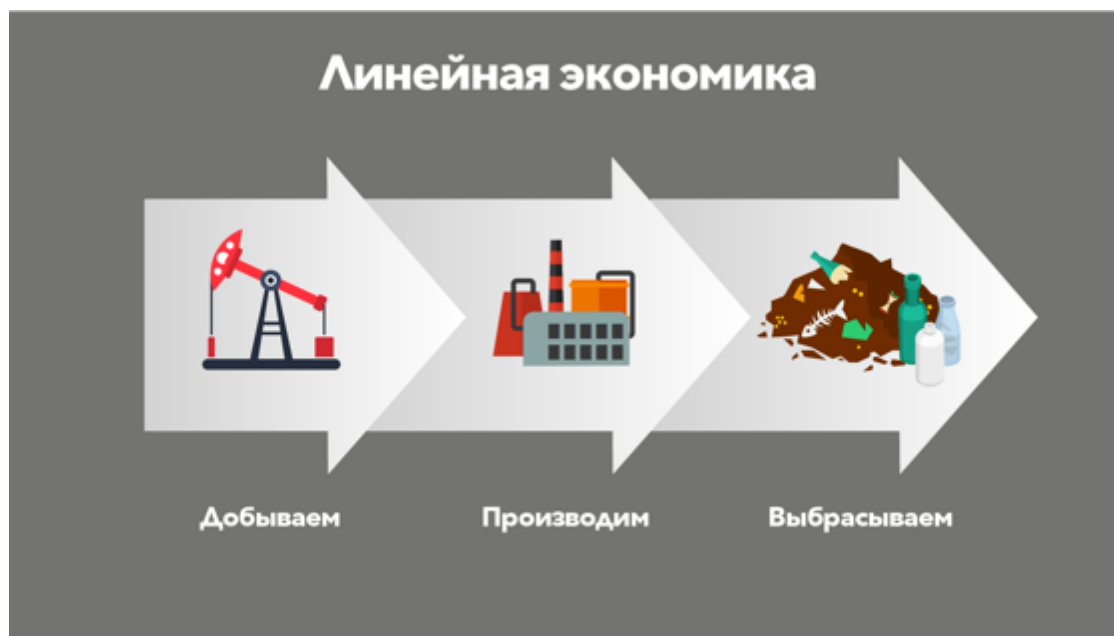 Линейная экономика
Добываем
Производим
Выбрасываем